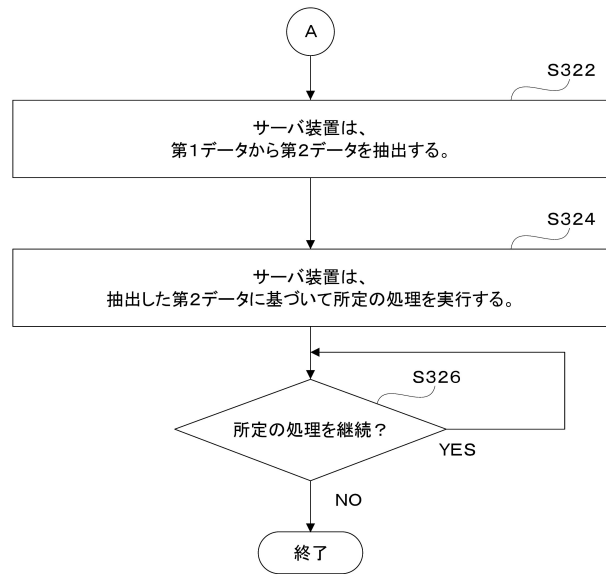 A
S322
サーバ装置は、
第1データから第2データを抽出する。
S324
サーバ装置は、
抽出した第2データに基づいて所定の処理を実行する。
S326
所定の処理を継続？
YES
NO
終了